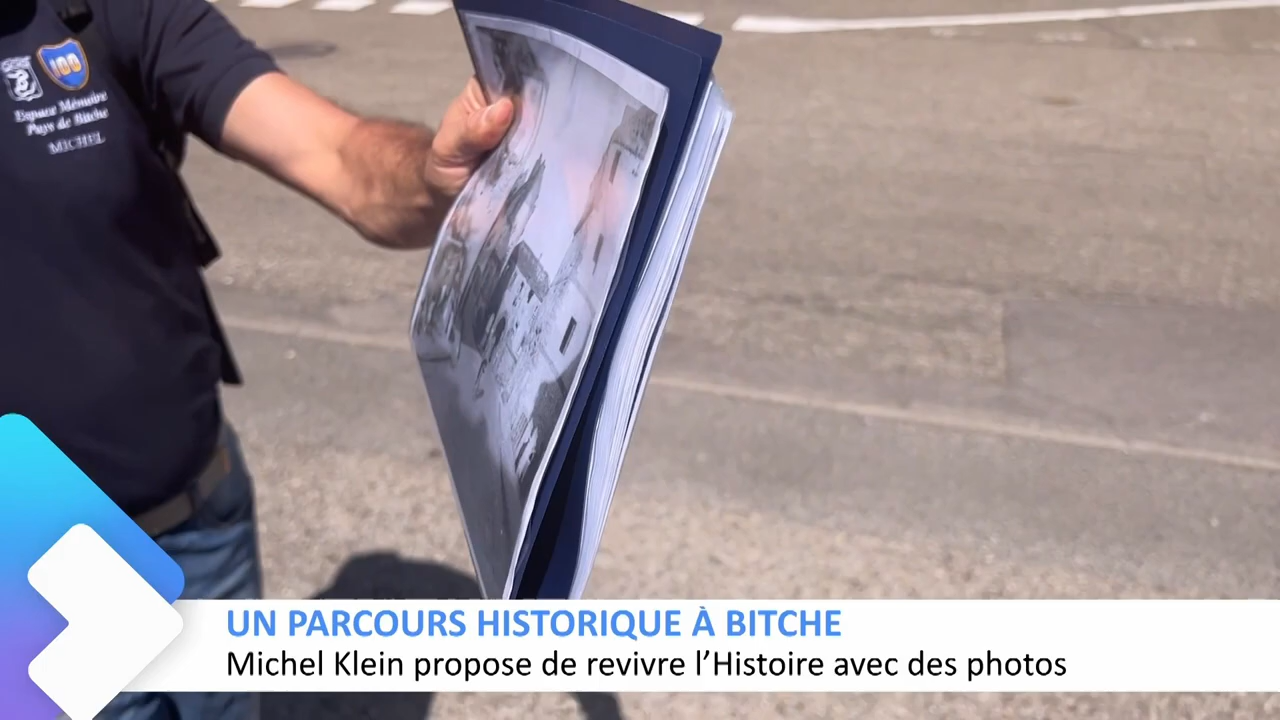 100
Espace Mémoire
Pays de Bitche
MICHEL
UN PARCOURS HISTORIQUE À BITCHE
Michel Klein propose de revivre l’Histoire avec des photos